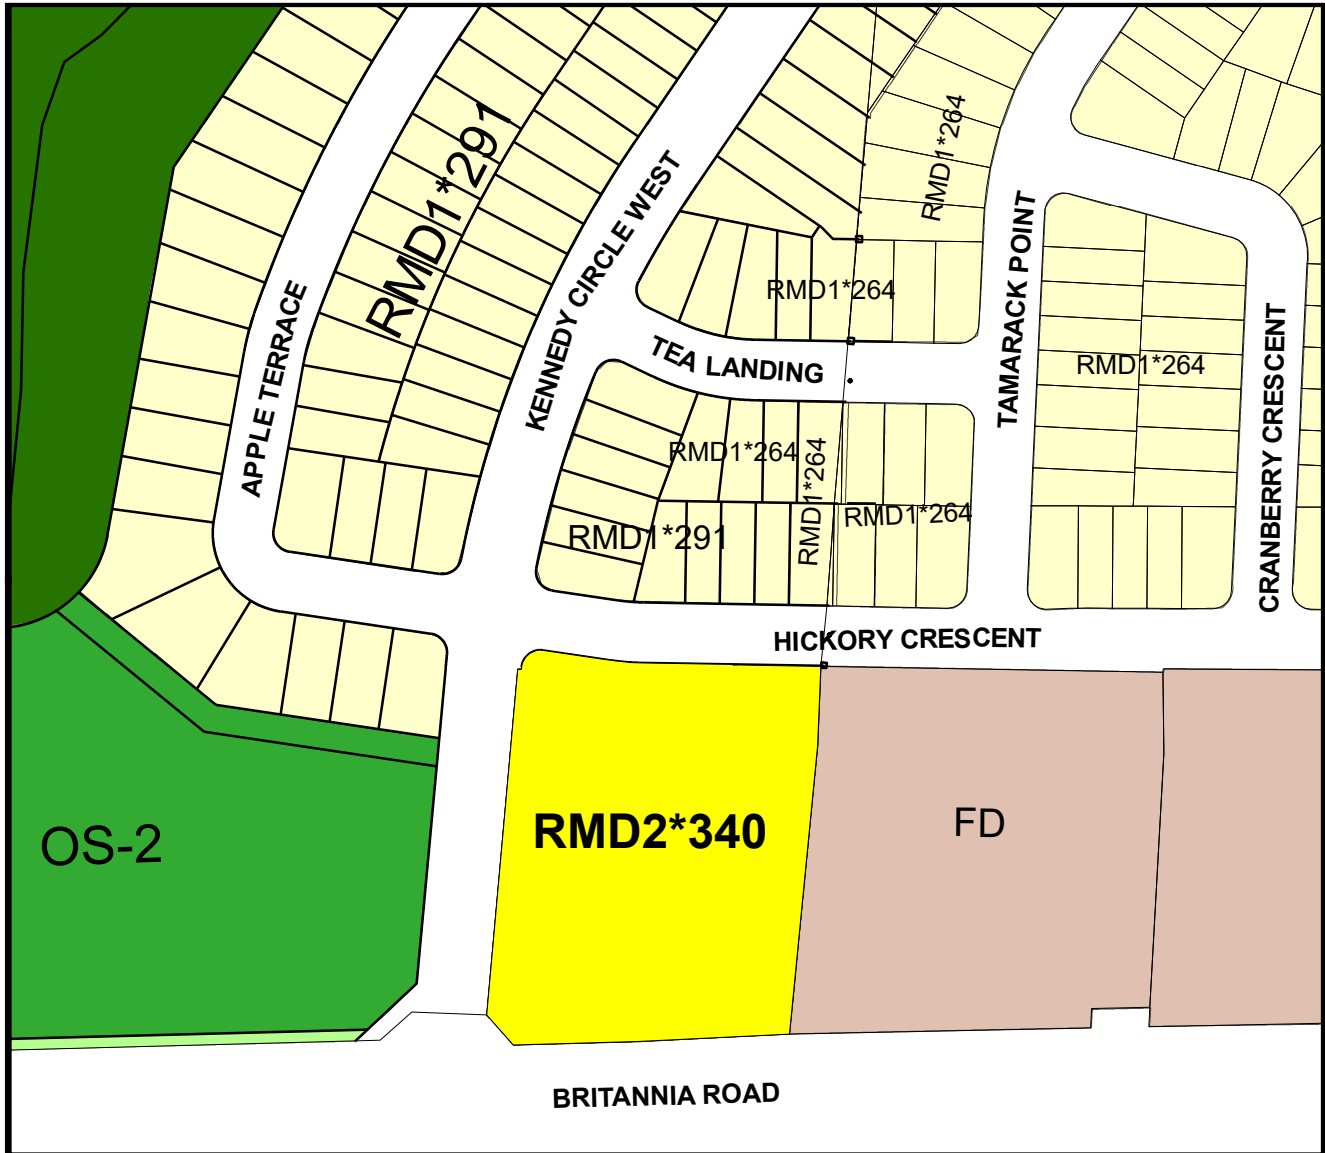 RMD1*291
RMD1*264
KENNEDY CIRCLE WEST
TAMARACK POINT
RMD1*264
APPLE TERRACE
TEA LANDING
RMD1*264
CRANBERRY CRESCENT
RMD1*264
RMD1*264
RMD1*264
RMD1*291
HICKORY CRESCENT
RMD2*340
FD
OS-2
BRITANNIA ROAD